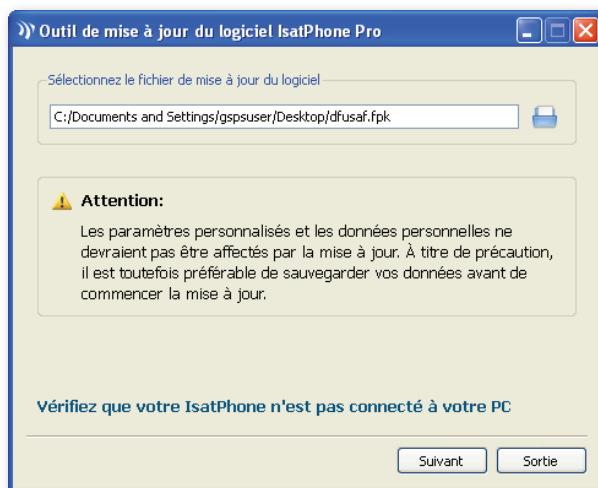 Outil de mise à jour du logiciel IsatPhone Pro
Sélectionnez le fichier de mise à jour du logiciel
C:/Documents and Settings/gspsuser/Desktop/dfusaf.fpk
Attention:
Les paramètres personnalisés et les données personnelles ne
devraient pas être affectés par la mise à jour. À titre de précaution,
il est toutefois préférable de sauvegarder vos données avant de
commencer la mise à jour.
Vérifiez que votre IsatPhone n'est pas connecté à votre PC
Suivant
Sortie